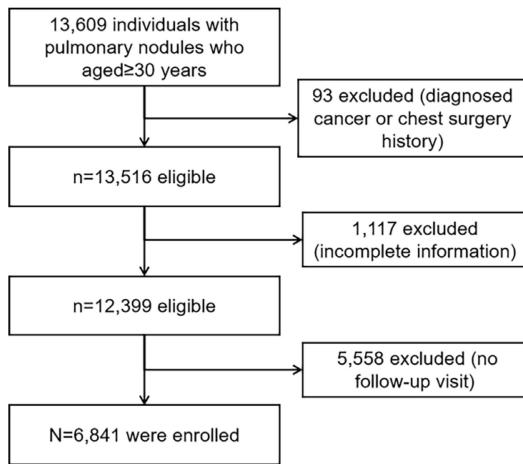 13,609 individuals with
pulmonary nodules who
aged≥30 years
93 excluded (diagnosed
cancer or chest surgery
history)
n=13,516 eligible
1,117 excluded
(incomplete information)
n=12,399 eligible
5,558 excluded (no
follow-up visit)
N=6,841 were enrolled